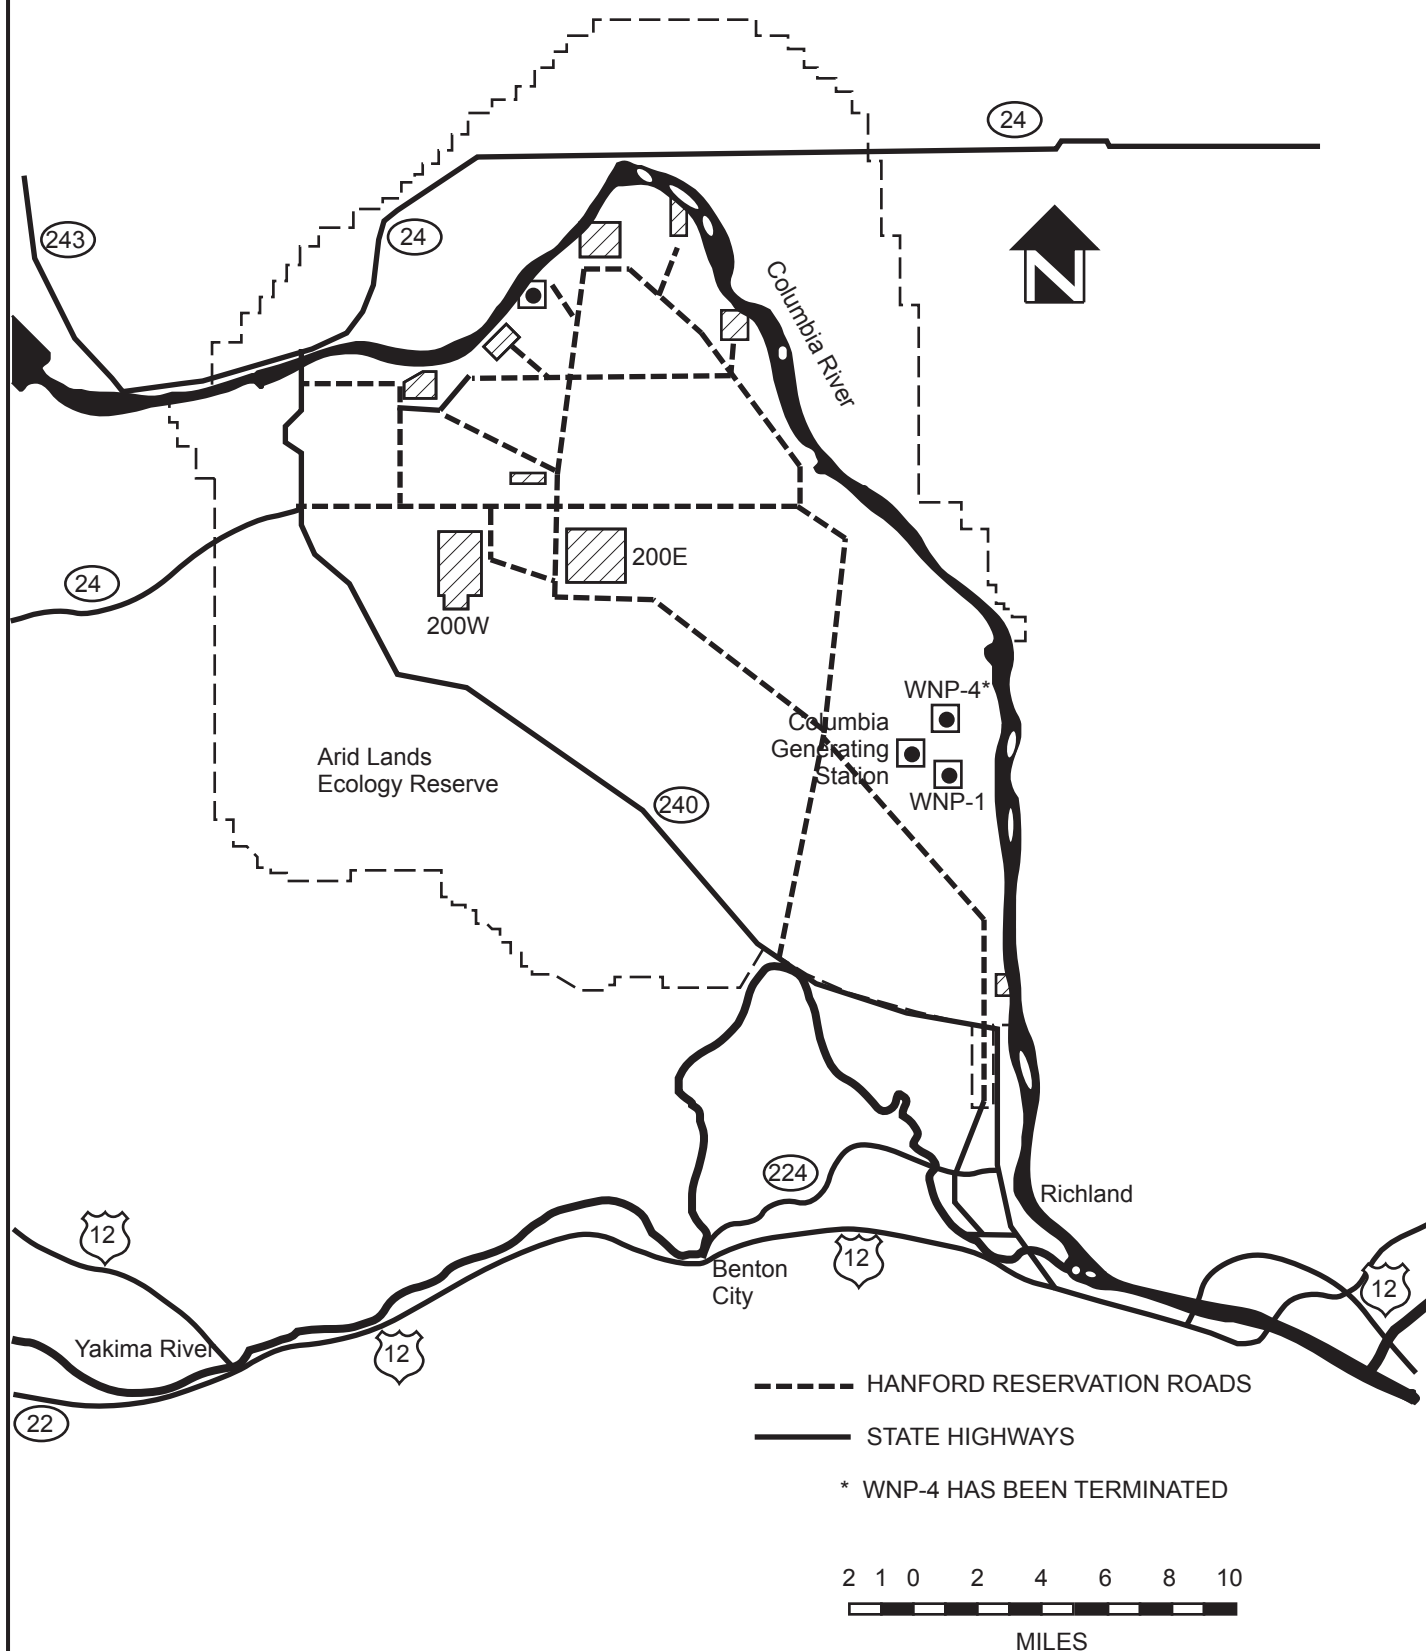 24
243
24
N
Columbia River
24
200E
200W
WNP-4*
Columbia
Generating
Station
WNP-1
Arid Lands
Ecology Reserve
240
224
Richland
12
12
Benton
City
12
Yakima River
12
22
HANFORD RESERVATION ROADS
STATE HIGHWAYS
* WNP-4 HAS BEEN TERMINATED
2 1 0 2 4 6 8 10
MILES